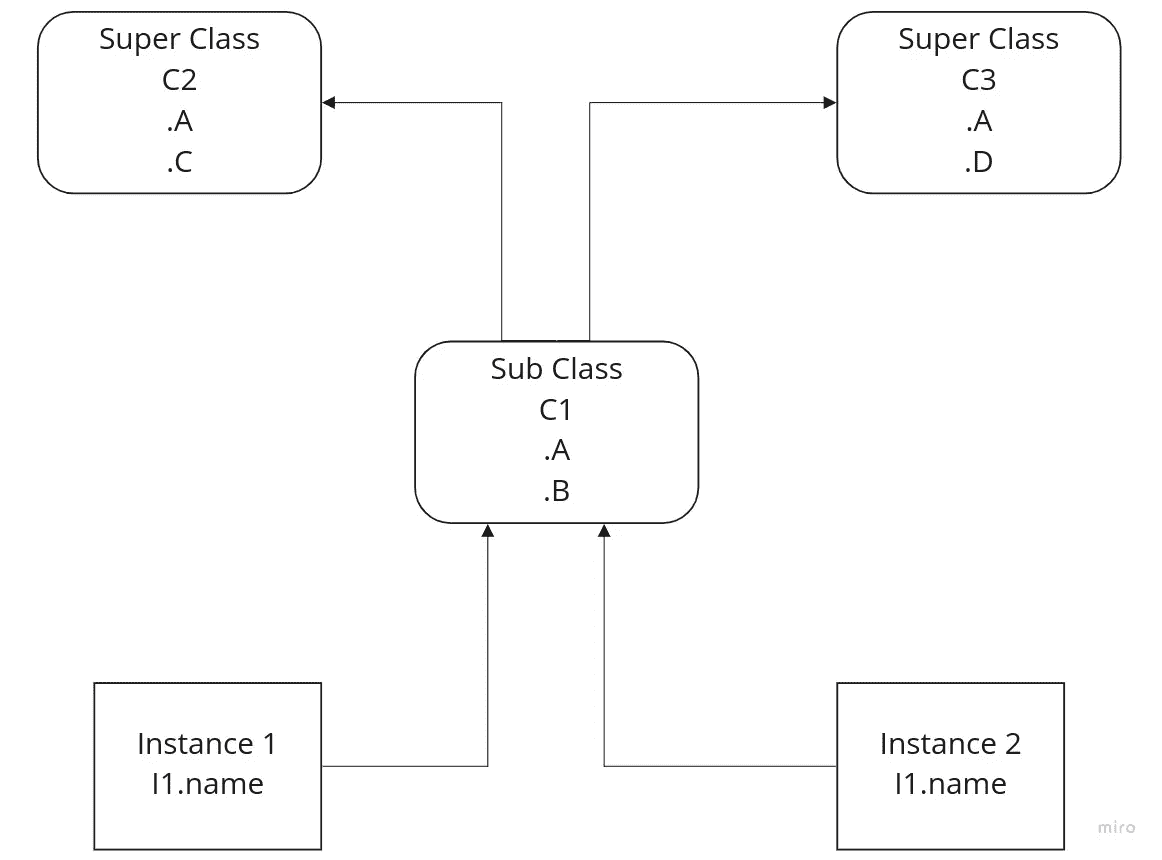 Super Class
C2
.A
.C
Super Class
C3
.A
.D
Sub Class
C1
.A
.B
Instance 1
I1.name
Instance 2
I1.name
miro